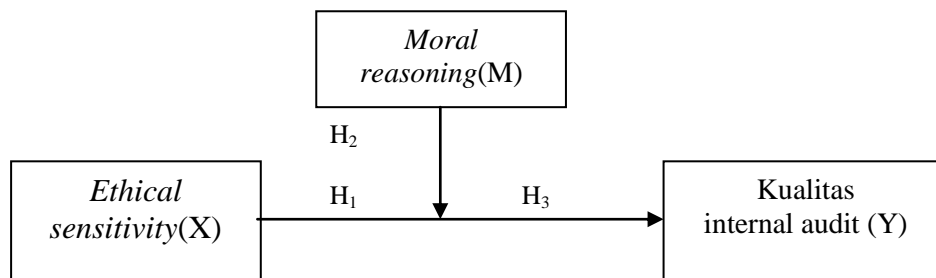 Moral
reasoning(M)
H₂
Ethical
sensitivity(X)
H₁
H₃
Kualitas
internal audit (Y)